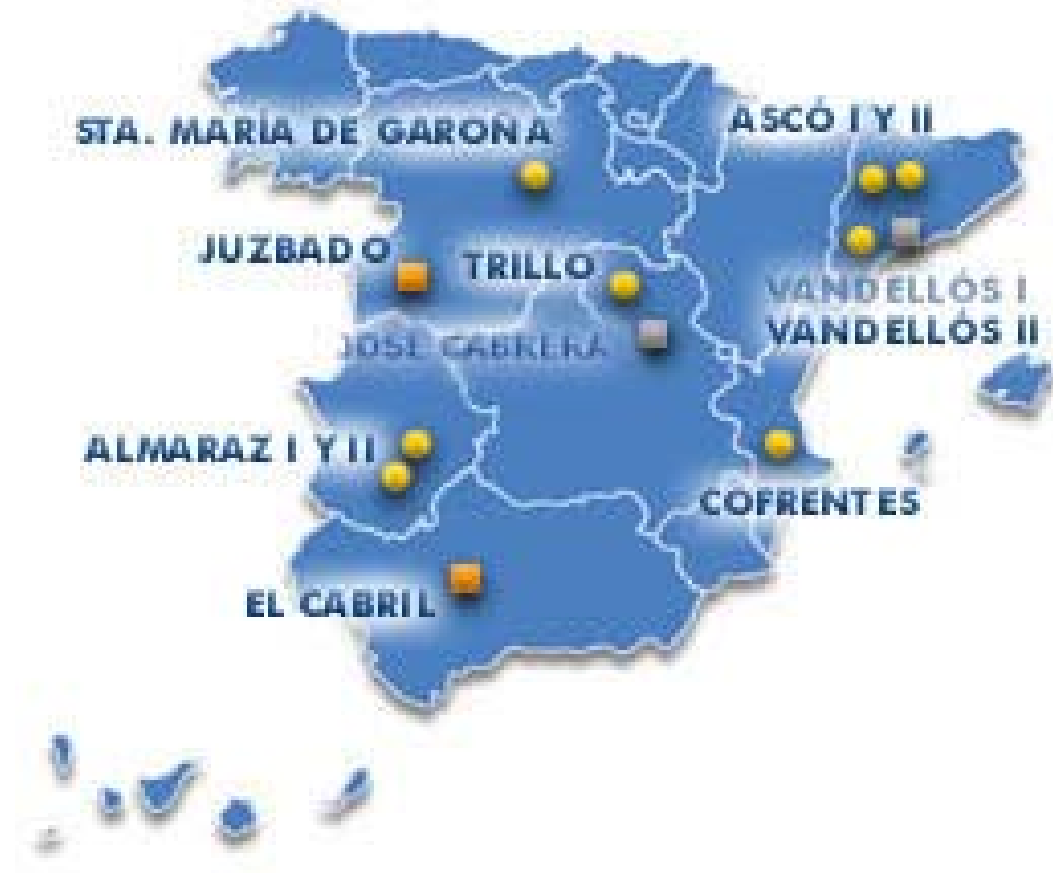 STA. MARÍA DE GAROÑA
ASCÓ I Y II
JUZBADO
TRILLO
VANDELLÓS I
VANDELLÓS II
JOSÉ CABRERA
ALMARAZ I Y II
COFRENTES
EL CABRIL